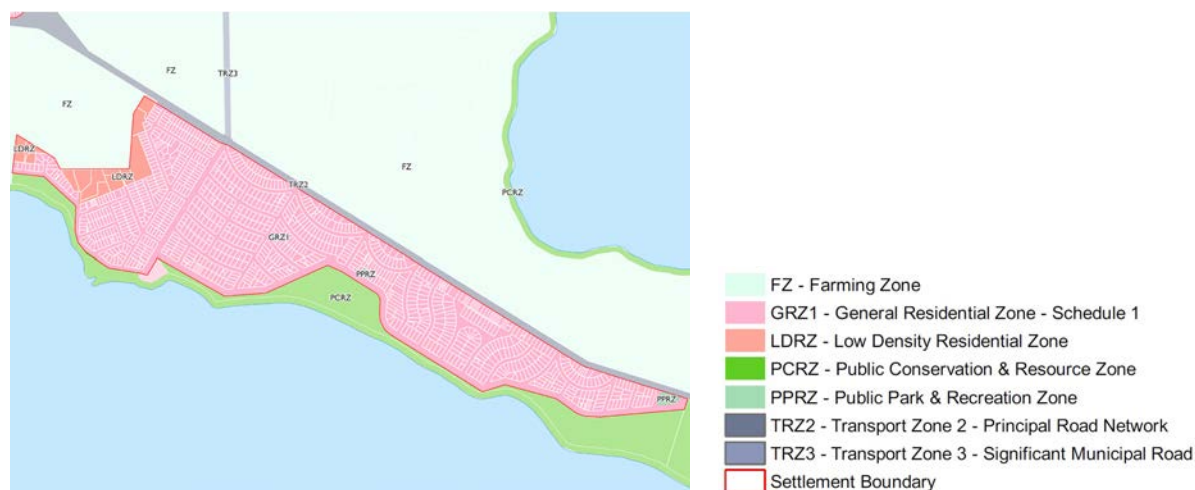 FZ
TRZ3
FZ
FZ
LDRZ
LDRZ
TRZ2
PCRZ
GRZ1
PPRZ
PCRZ
PPRZ
FZ - Farming Zone
GRZ1 - General Residential Zone - Schedule 1
LDRZ - Low Density Residential Zone
PCRZ - Public Conservation & Resource Zone
PPRZ - Public Park & Recreation Zone
TRZ2 - Transport Zone 2 - Principal Road Network
TRZ3 - Transport Zone 3 - Significant Municipal Road
Settlement Boundary